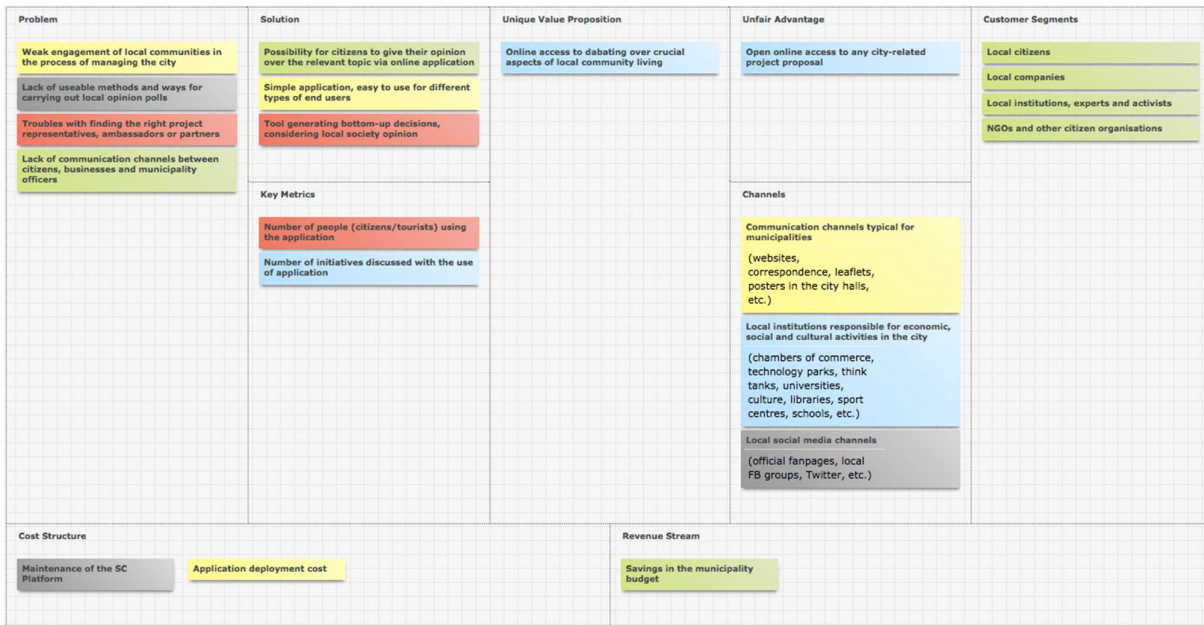 Problem
Weak engagement of local communities in
the process of managing the city
Lack of useable methods and ways for
carrying out local opinion polls
Troubles with finding the right project
representatives, ambassadors or partners
Lack of communication channels between
citizens, businesses and municipality
officers
Solution
Possibility for citizens to give their opinion
over the relevant topic via online application
Simple application, easy to use for different
types of end users
Tool generating bottom-up decisions,
considering local society opinion
Key Metrics
Number of people (citizens/tourists) using
the application
Number of initiatives discussed with the use
of application
Unique Value Proposition
Online access to dabating over crucial
aspects of local community living
Unfair Advantage
Open online access to any city-related
project proposal
Channels
Communication channels typical for
municipalities
(websites,
correspondence, leaflets,
posters in the city halls,
etc.)
Local institutions responsible for economic,
social and cultural activities in the city
(chambers of commerce,
technology parks, think
tanks, universities,
culture, libraries, sport
centres, schools, etc.)
Local social media channels
(official fanpages, local
FB groups, Twitter, etc.)
Customer Segments
Local citizens
Local companies
Local institutions, experts and activists
NGOs and other citizen organisations
Cost Structure
Maintenance of the SC
Platform
Application deployment cost
Revenue Stream
Savings in the municipality
budget